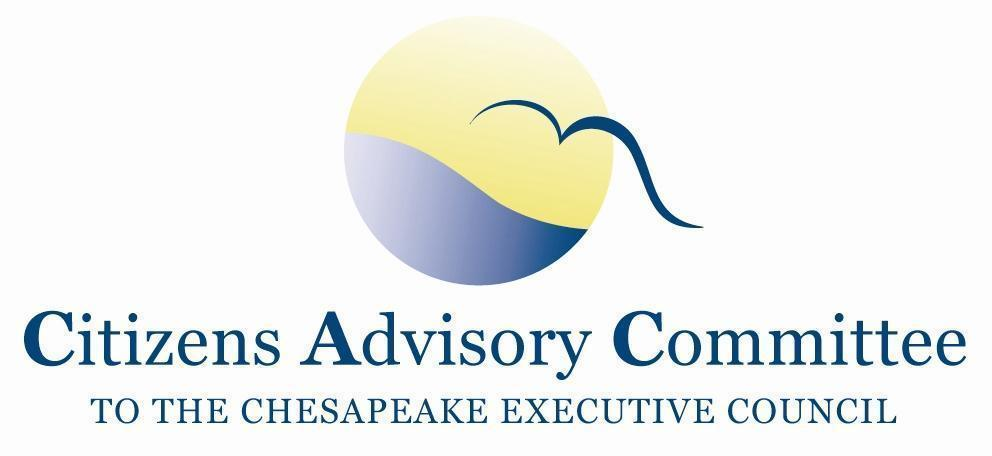 Citizens Advisory Committee
TO THE CHESAPEAKE EXECUTIVE COUNCIL